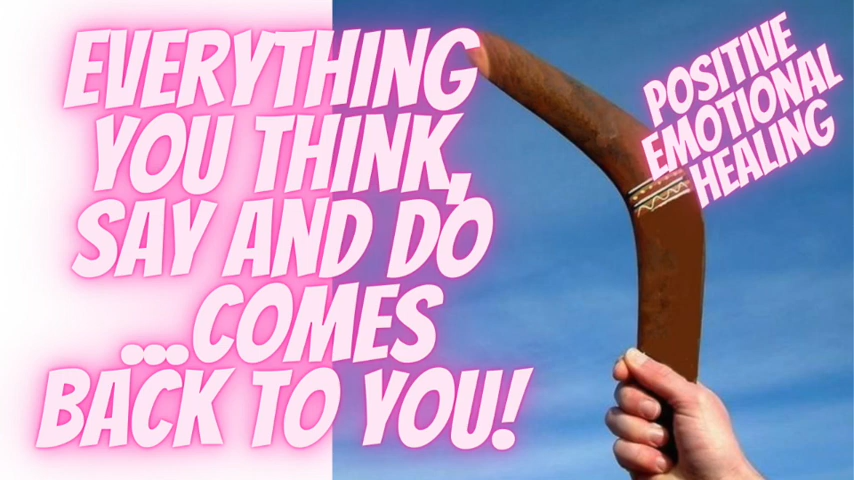 EVERYTHING
YOU THINK,
SAY AND DO
...COMES
BACK TO YOU!
POSITIVE
EMOTIONAL
HEALING